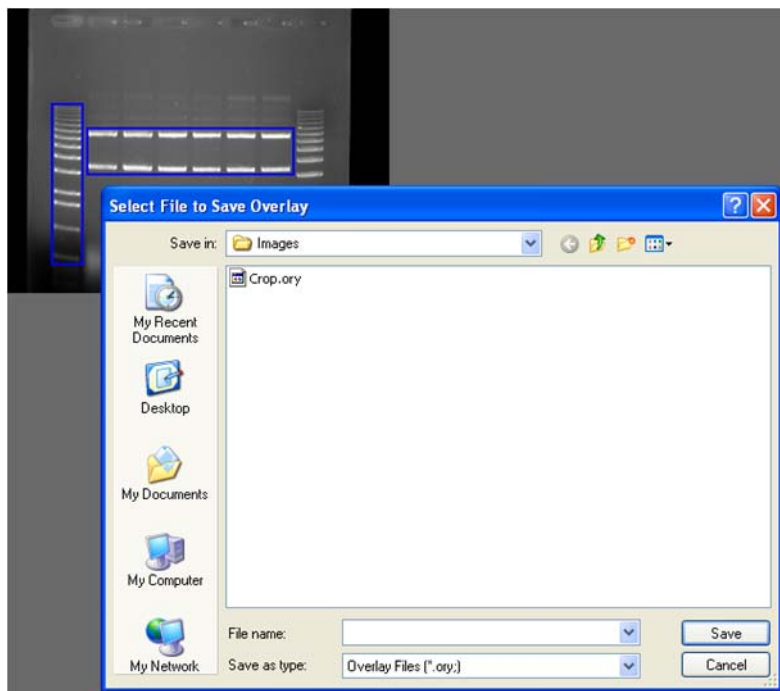 Select File to Save Overlay
Save in:
Images
Crop.ory
My Recent
Documents
Desktop
My Documents
My Computer
My Network
File name:
Save
Save as type:
Overlay Files (*.ory;)
Cancel